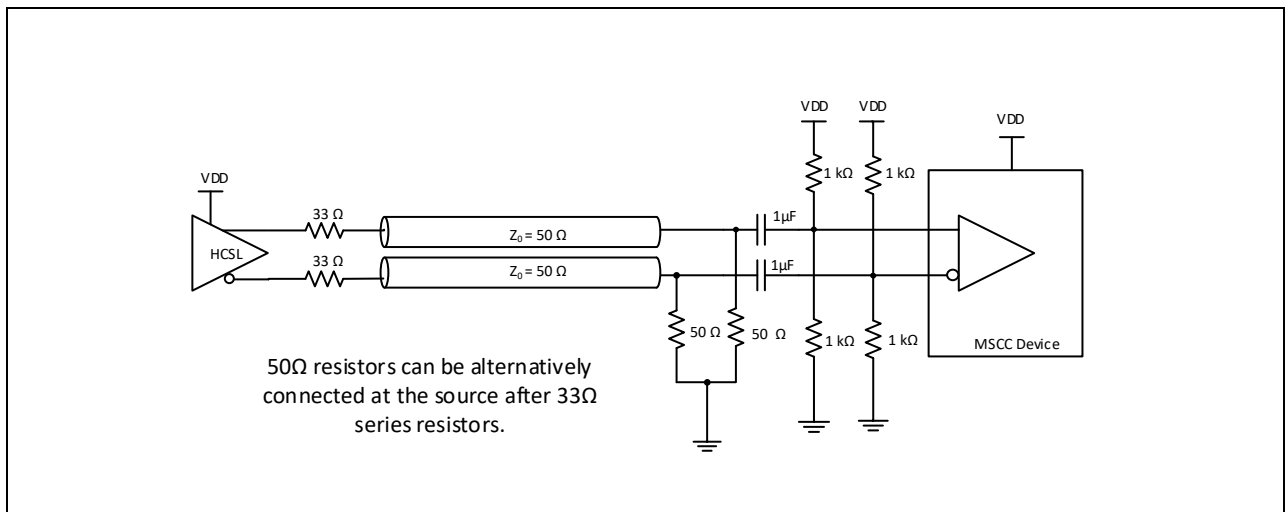 VDD
VDD
VDD
1 kΩ
1 kΩ
VDD
33 Ω
1µF
Z0 = 50 Ω
HCSL
33 Ω
1µF
Z0 = 50 Ω
50 Ω
50 Ω
1 kΩ
1 kΩ
MSCC Device
50Ω resistors can be alternatively
connected at the source after 33Ω
series resistors.